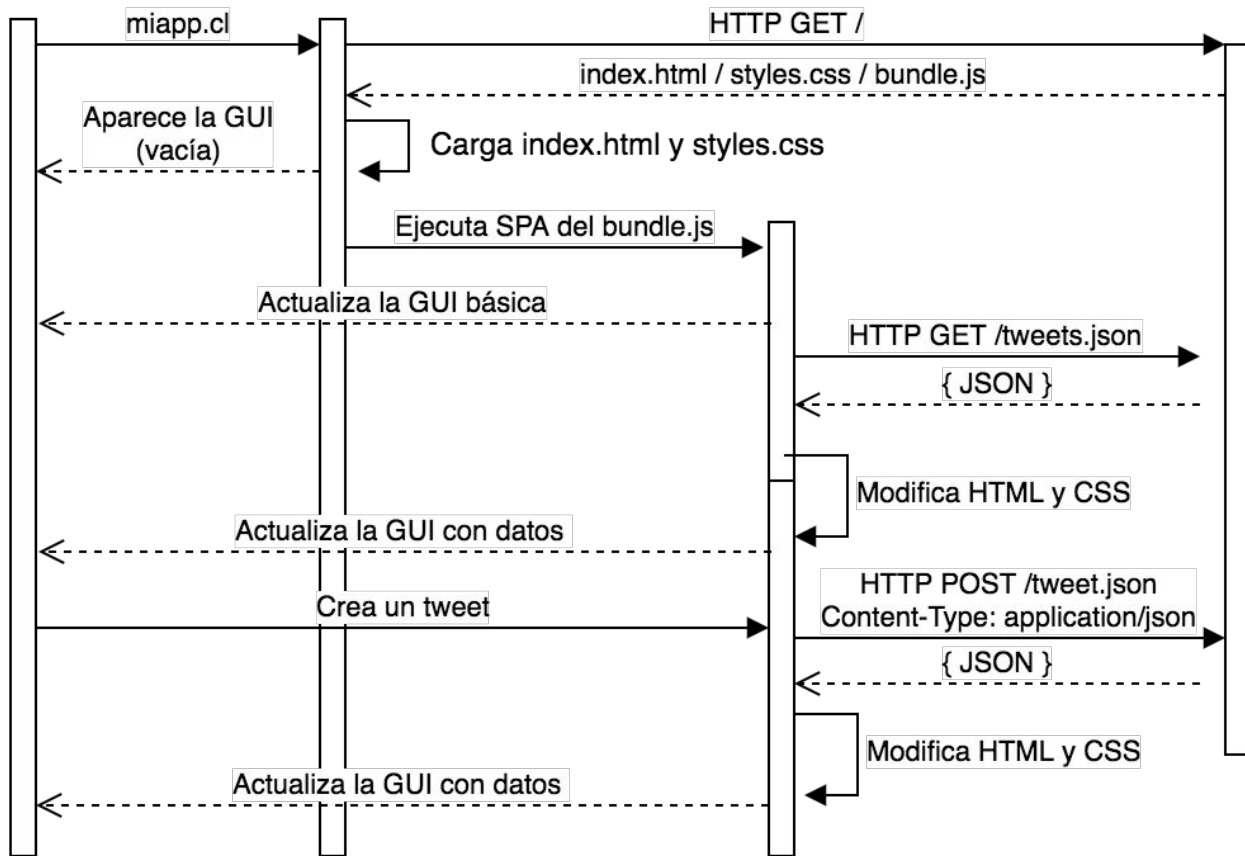 miapp.cl
HTTP GET /
index.html / styles.css / bundle.js
Aparece la GUI
(vacía)
Carga index.html y styles.css
Ejecuta SPA del bundle.js
Actualiza la GUI básica
HTTP GET /tweets.json
{ JSON }
Modifica HTML y CSS
Actualiza la GUI con datos
Crea un tweet
HTTP POST /tweet.json
Content-Type: application/json
{ JSON }
Modifica HTML y CSS
Actualiza la GUI con datos